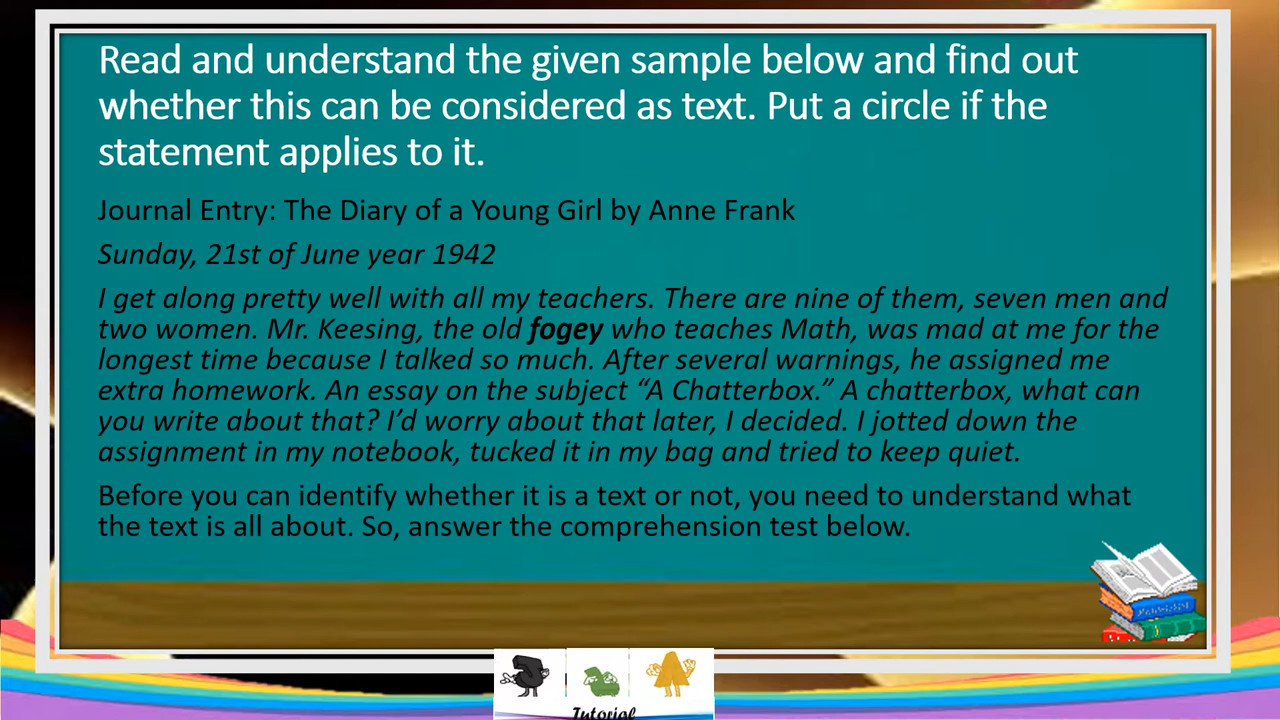 Read and understand the given sample below and find out
whether this can be considered as text. Put a circle if the
statement applies to it.
Journal Entry: The Diary of a Young Girl by Anne Frank
Sunday, 21st of June year 1942
I get along pretty well with all my teachers. There are nine of them, seven men and
two women. Mr. Keesing, the old fogey who teaches Math, was mad at me for the
longest time because I talked so much. After several warnings, he assigned me
extra homework. An essay on the subject “A Chatterbox.” A chatterbox, what can
you write about that? I’d worry about that later, I decided. I jotted down the
assignment in my notebook, tucked it in my bag and tried to keep quiet.
Before you can identify whether it is a text or not, you need to understand what
the text is all about. So, answer the comprehension test below.
Tutorial